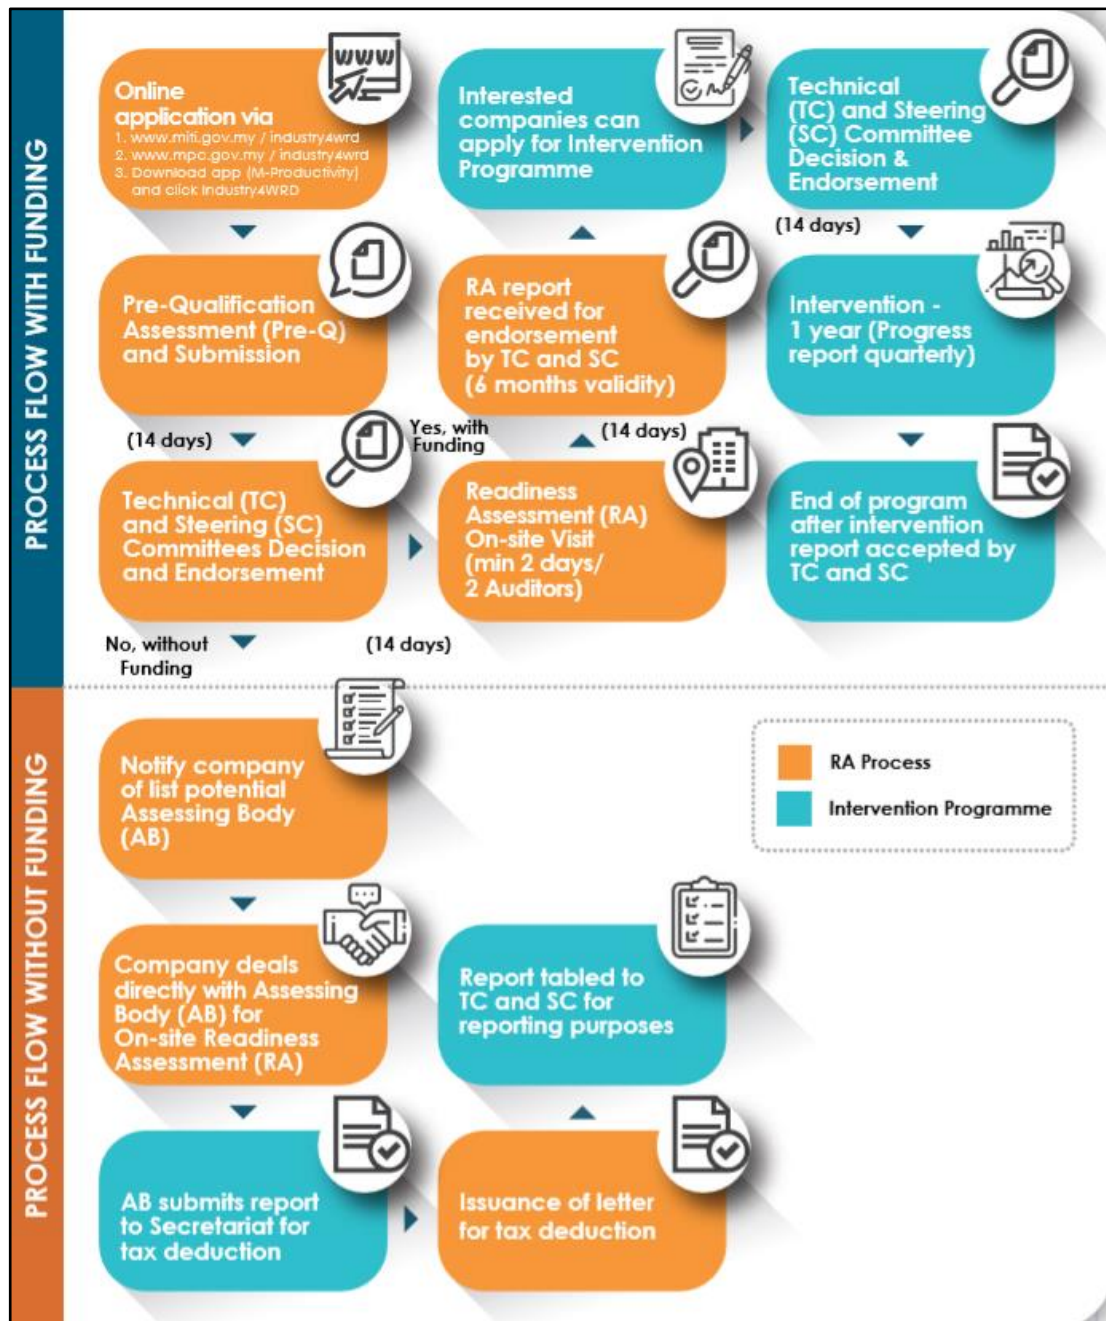 PROCESS FLOW WITH FUNDING
Online
application via
1. www.miti.gov.my / industry4wrd
2. www.mpc.gov.my / industry4wrd
3. Download app (M-Productivity)
and click Industry4WRD
www
Pre-Qualification
Assessment (Pre-Q)
and Submission
(14 days)
Technical (TC)
and Steering (SC)
Committees Decision
and Endorsement
Yes, with
Funding
No, without
Funding
(14 days)
Readiness
Assessment (RA)
On-site Visit
(min 2 days/
2 Auditors)
(14 days)
RA report
received for
endorsement
by TC and SC
(6 months validity)
Interested
companies can
apply for Intervention
Programme
Technical
(TC) and Steering
(SC) Committee
Decision &
Endorsement
(14 days)
Intervention -
1 year (Progress
report quarterly)
End of program
after intervention
report accepted by
TC and SC
PROCESS FLOW WITHOUT FUNDING
Notify company
of list potential
Assessing Body
(AB)
Company deals
directly with Assessing
Body (AB) for
On-site Readiness
Assessment (RA)
AB submits report
to Secretariat for
tax deduction
Issuance of letter
for tax deduction
Report tabled to
TC and SC for
reporting purposes
RA Process
Intervention Programme